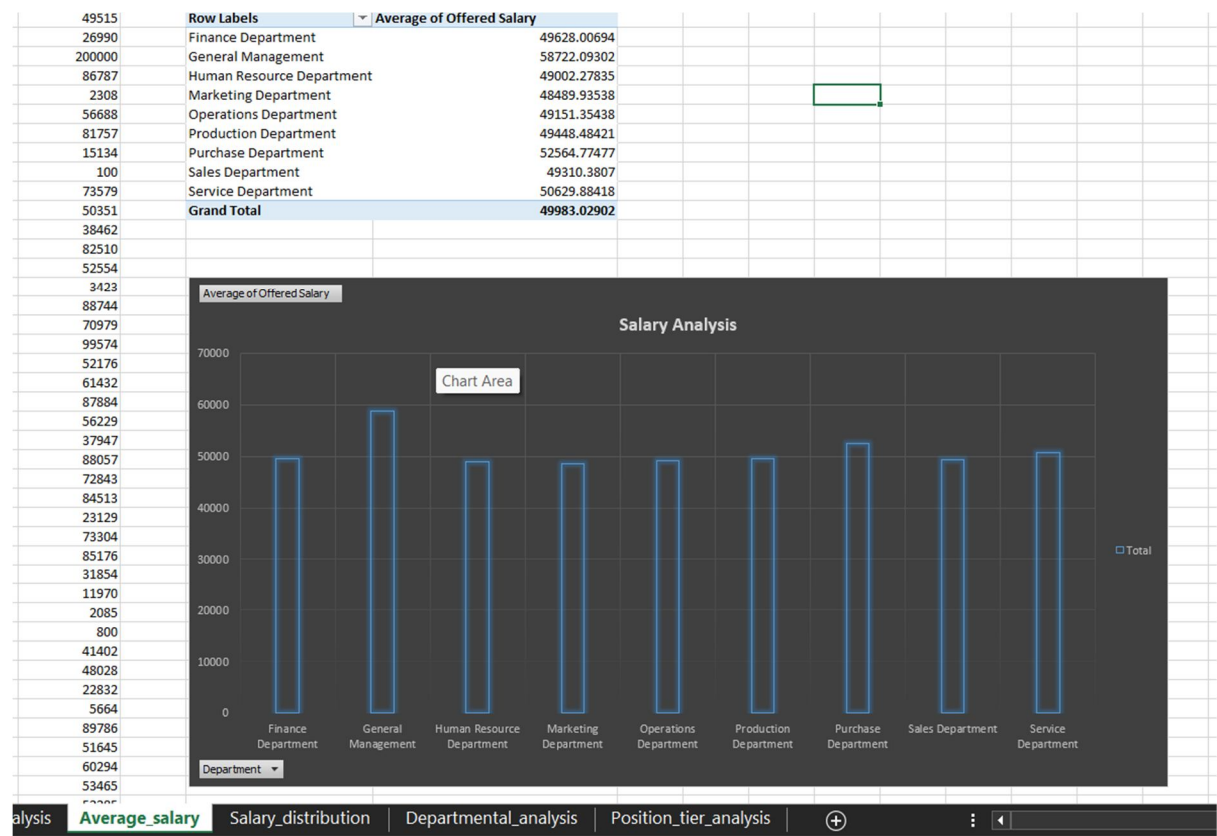 49515 Row Labels Average of Offered Salary
26990 Finance Department 49628.00694
200000 General Management 58722.09302
86787 Human Resource Department 49002.27835
2308 Marketing Department 48489.93538
56688 Operations Department 49151.35438
81757 Production Department 49448.48421
15134 Purchase Department 52564.77477
100 Sales Department 49310.3807
73579 Service Department 50629.88418
50351 Grand Total 49983.02902
38462
82510
52554
3423
88744
70979
99574
52176
61432
87884
56229
37947
88057
72843
84513
23129
73304
85176
31854
11970
2085
800
41402
48028
22832
5664
89786
51645
60294
53465
Average of Offered Salary
Salary Analysis
70000
Chart Area
60000
50000
40000
30000
20000
10000
0
Total
Finance Department
General Management
Human Resource Department
Marketing Department
Operations Department
Production Department
Purchase Department
Sales Department
Service Department
Department
alysis Average_salary Salary_distribution Departmental_analysis Position_tier_analysis